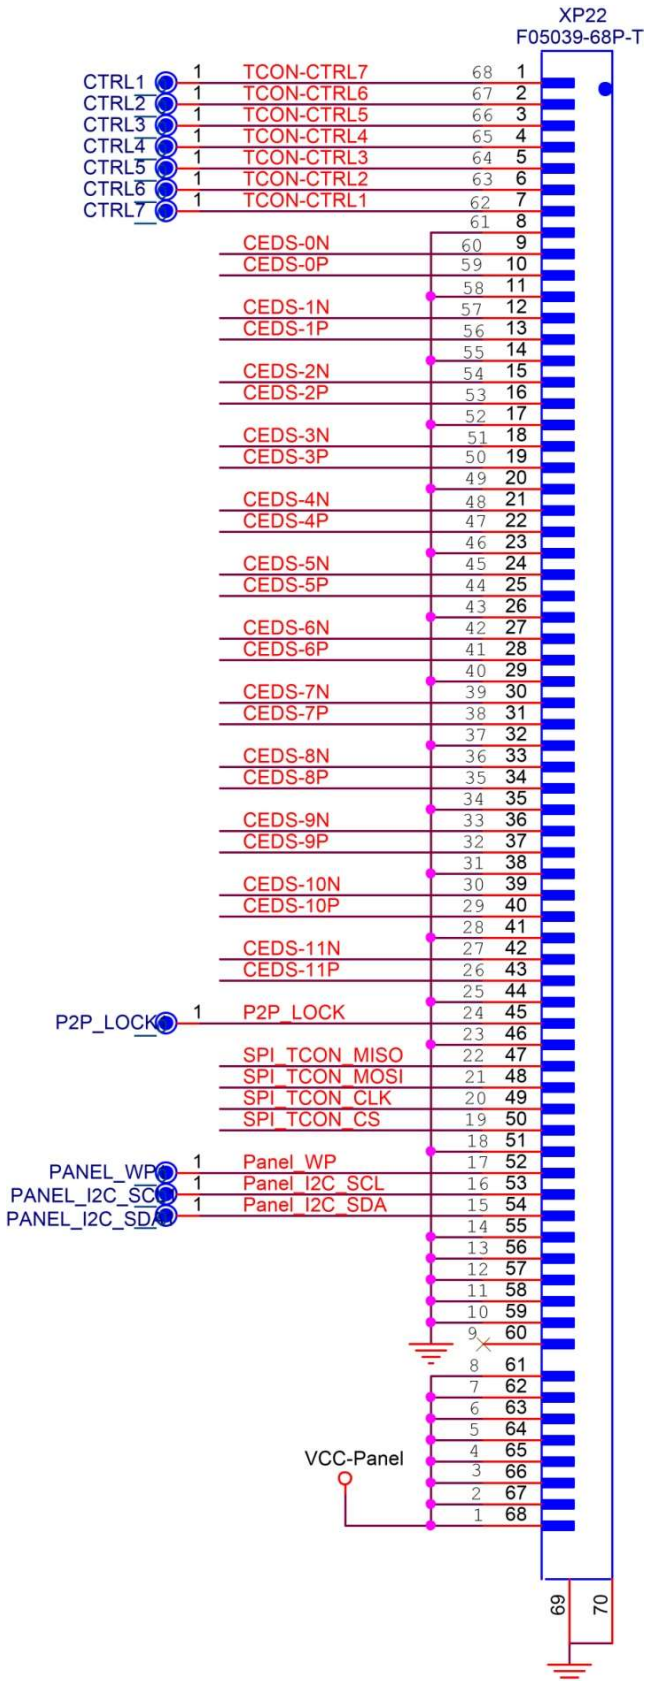 XP22
F05039-68P-T
CTRL1 1 TCON-CTRL7 68 1
CTRL2 1 TCON-CTRL6 67 2
CTRL3 1 TCON-CTRL5 66 3
CTRL4 1 TCON-CTRL4 65 4
CTRL5 1 TCON-CTRL3 64 5
CTRL6 1 TCON-CTRL2 63 6
CTRL7 1 TCON-CTRL1 62 7
61 8
CEDS-0N 60 9
CEDS-0P 59 10
58 11
CEDS-1N 57 12
CEDS-1P 56 13
55 14
CEDS-2N 54 15
CEDS-2P 53 16
52 17
CEDS-3N 51 18
CEDS-3P 50 19
49 20
CEDS-4N 48 21
CEDS-4P 47 22
46 23
CEDS-5N 45 24
CEDS-5P 44 25
43 26
CEDS-6N 42 27
CEDS-6P 41 28
40 29
CEDS-7N 39 30
CEDS-7P 38 31
37 32
CEDS-8N 36 33
CEDS-8P 35 34
34 35
CEDS-9N 33 36
CEDS-9P 32 37
31 38
CEDS-10N 30 39
CEDS-10P 29 40
28 41
CEDS-11N 27 42
CEDS-11P 26 43
25 44
P2P_LOCK 1 P2P_LOCK 24 45
23 46
SPI_TCON_MISO 22 47
SPI_TCON_MOSI 21 48
SPI_TCON_CLK 20 49
SPI_TCON_CS 19 50
18 51
PANEL_WP 1 Panel_WP 17 52
PANEL_I2C_SCL 1 Panel_I2C_SCL 16 53
PANEL_I2C_SDA 1 Panel_I2C_SDA 15 54
14 55
13 56
12 57
11 58
10 59
9 60
8 61
7 62
6 63
5 64
VCC-Panel 4 65
3 66
2 67
1 68
69 70